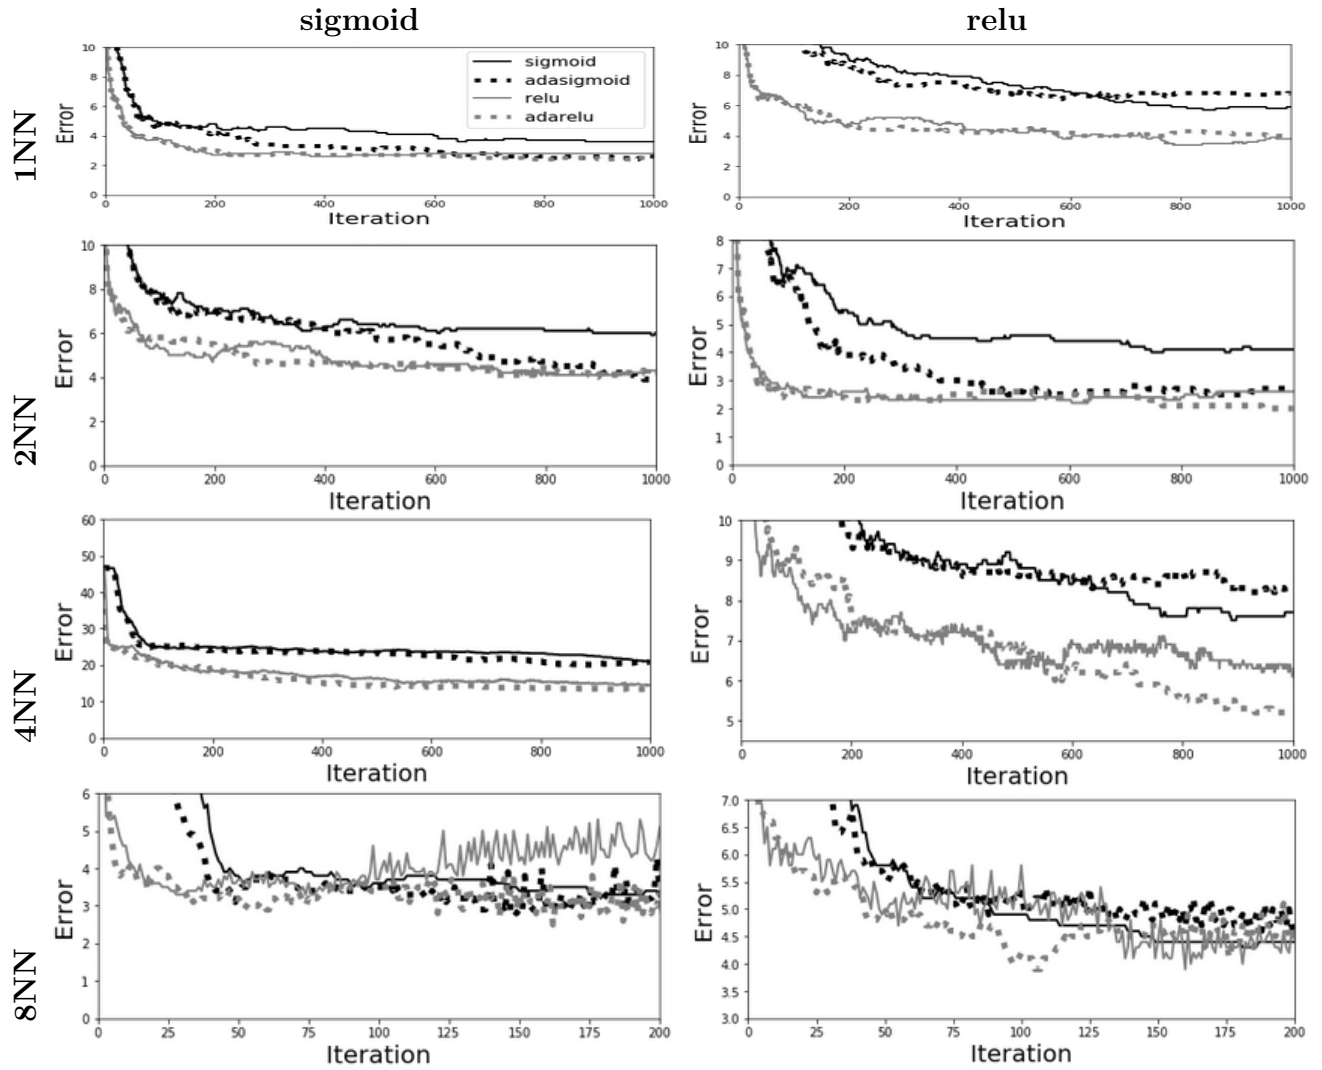 sigmoid relu
1NN
Error
10
8
6
4
2
0
sigmoid
adasigmoid
relu
adarelu
0 200 400 600 800 1000
Iteration
Error
10
8
6
4
2
0
0 200 400 600 800 1000
Iteration
2NN
Error
10
8
6
4
2
0
0 200 400 600 800 1000
Iteration
Error
8
7
6
5
4
3
2
1
0
0 200 400 600 800 1000
Iteration
4NN
Error
60
50
40
30
20
10
0
0 200 400 600 800 1000
Iteration
Error
10
9
8
7
6
5
0 200 400 600 800 1000
Iteration
8NN
Error
6
5
4
3
2
1
0
0 25 50 75 100 125 150 175 200
Iteration
Error
7.0
6.5
6.0
5.5
5.0
4.5
4.0
3.5
3.0
0 25 50 75 100 125 150 175 200
Iteration